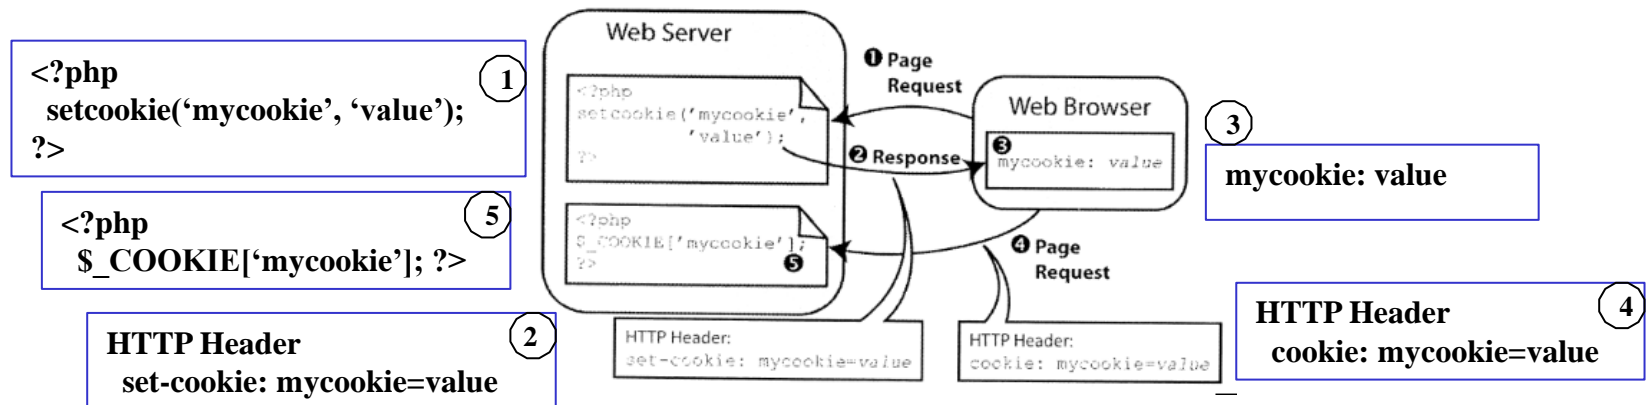 <?php
setcookie(‘mycookie’, ‘value’);
?>
1
<?php
$_COOKIE[‘mycookie’]; ?>
5
HTTP Header
set-cookie: mycookie=value
2
Web Server
<?php
setcookie('mycookie',
'value');
?>
<?php
$_COOKIE['mycookie'];
?>
5
1 Page
Request
2 Response
Web Browser
3
mycookie: value
4 Page
Request
HTTP Header:
set-cookie: mycookie=value
HTTP Header:
cookie: mycookie=value
3
mycookie: value
HTTP Header
cookie: mycookie=value
4